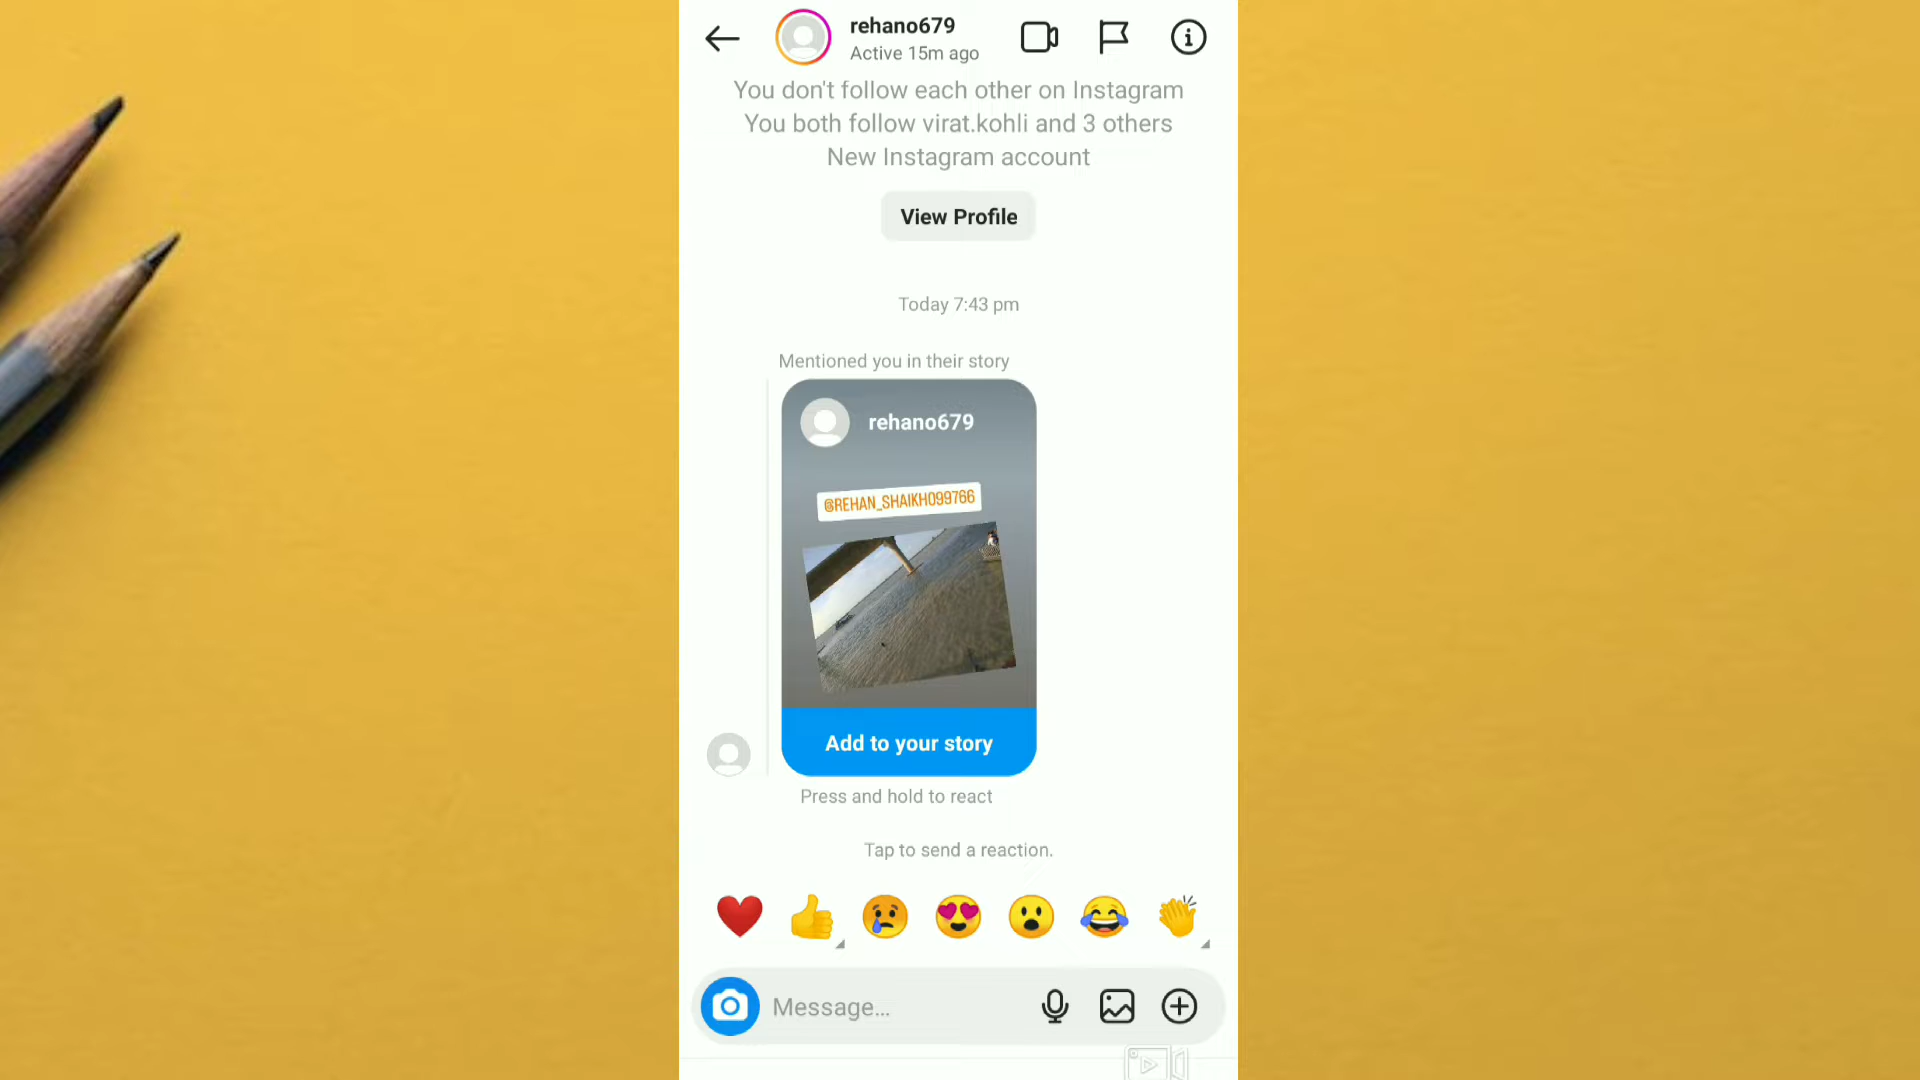 rehano679
Active 15m ago
You don't follow each other on Instagram
You both follow virat.kohli and 3 others
New Instagram account
View Profile
Today 7:43 pm
Mentioned you in their story
rehano679
@REHAN_SHAIKH099766
Add to your story
Press and hold to react
Tap to send a reaction.
Message...